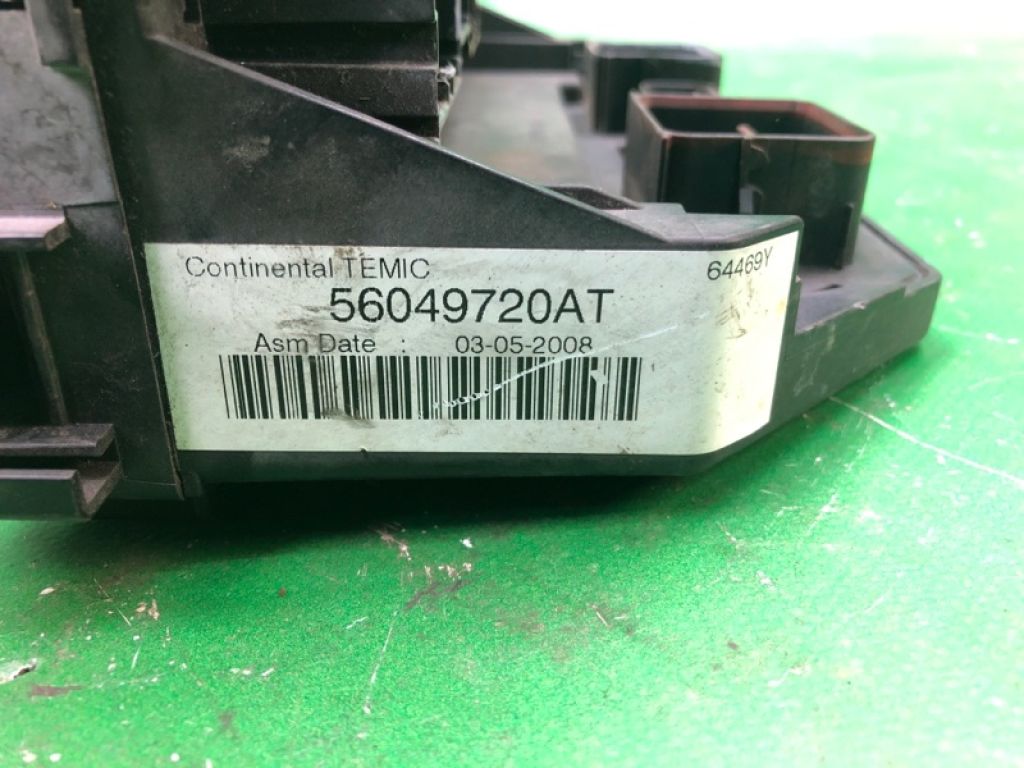 Continental TEMIC 64469Y
56049720AT
Asm Date : 03-05-2008